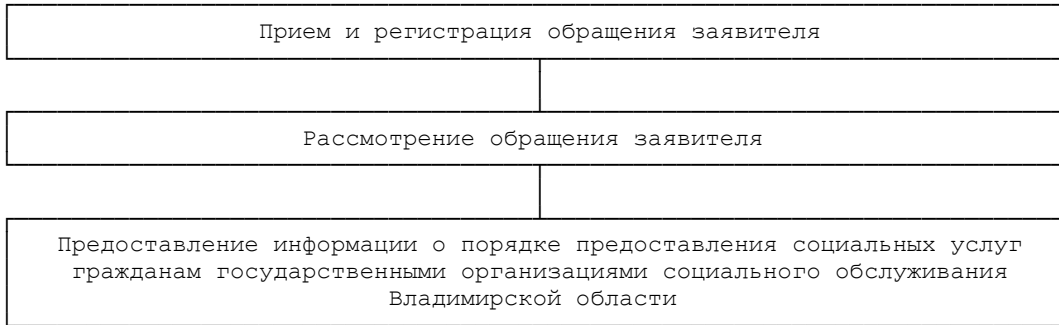 Прием и регистрация обращения заявителя
Рассмотрение обращения заявителя
Предоставление информации о порядке предоставления социальных услуг
гражданам государственными организациями социального обслуживания
Владимирской области